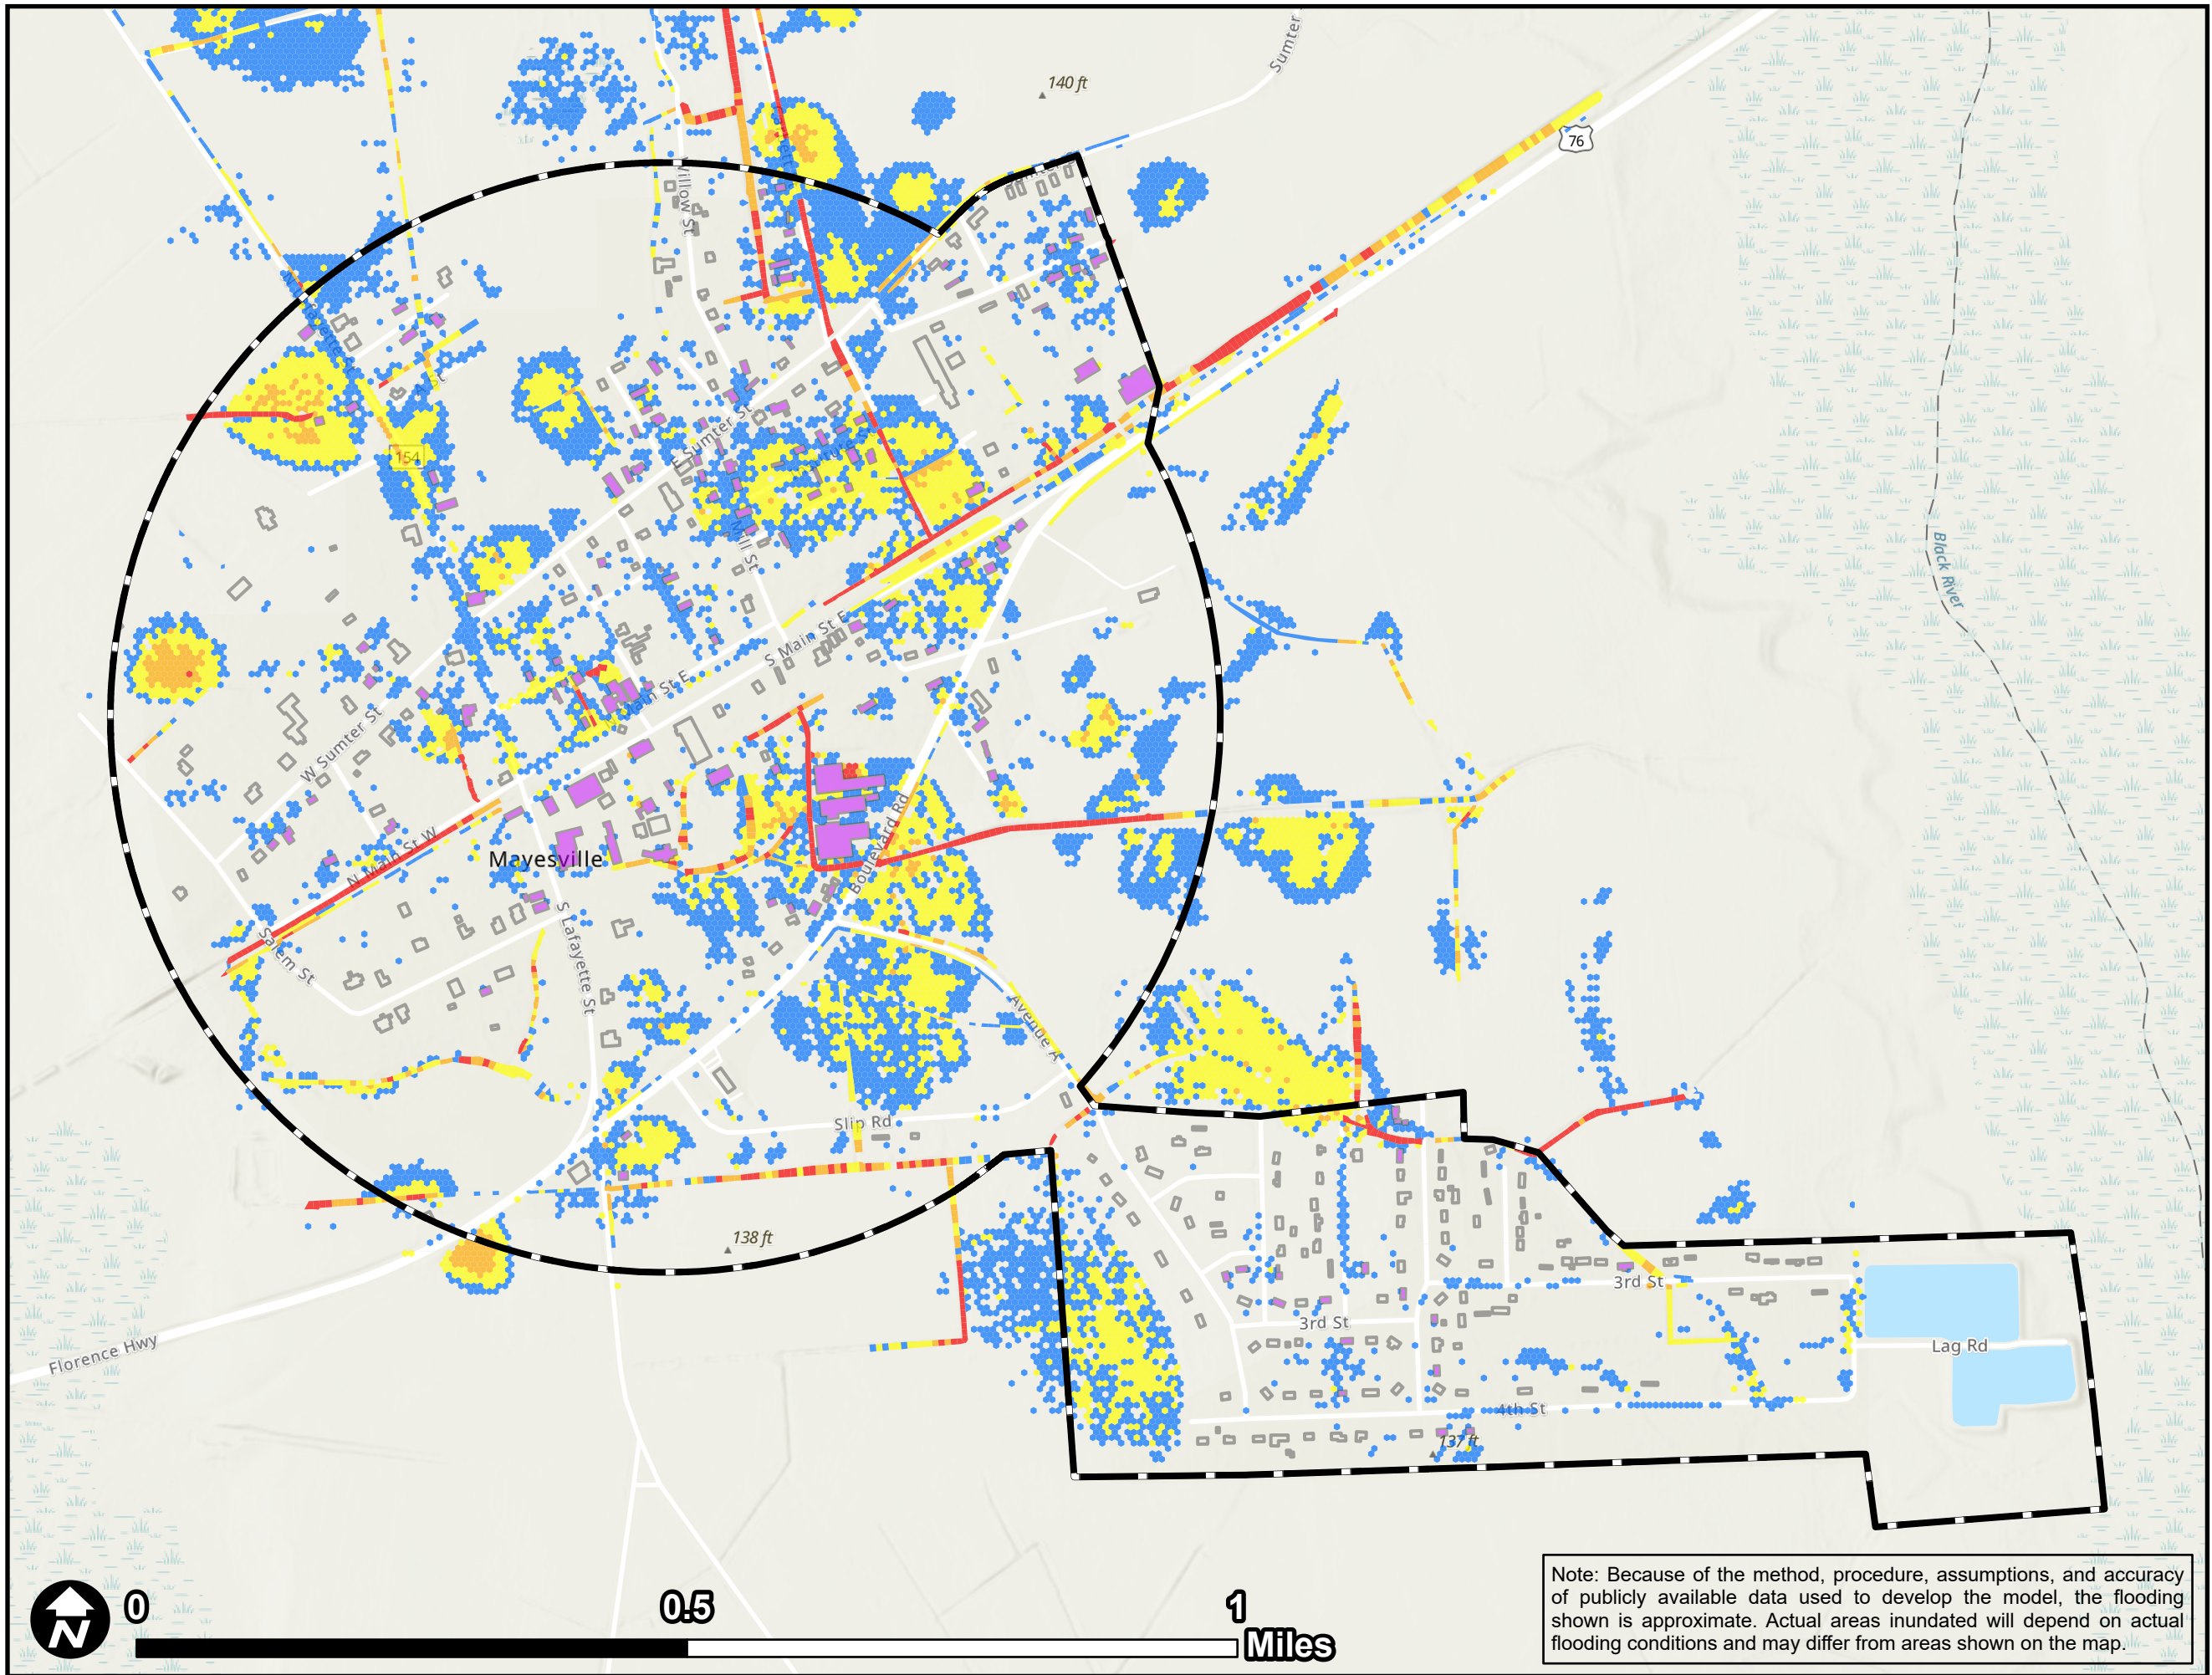 Sumter
140 ft
76
Willow St
A St
154
E Sumter St
Mill St
Black River
S Main St E
N Main St E
W Sumter St
N Main St W
Mayesville
Boulevard Rd
S Lafayette St
Salem St
Avenue A
Slip Rd
138 ft
Florence Hwy
3rd St
3rd St
Lag Rd
4th St
137 ft
N
0
0.5
1
Miles
Note: Because of the method, procedure, assumptions, and accuracy
of publicly available data used to develop the model, the flooding
shown is approximate. Actual areas inundated will depend on actual
flooding conditions and may differ from areas shown on the map.